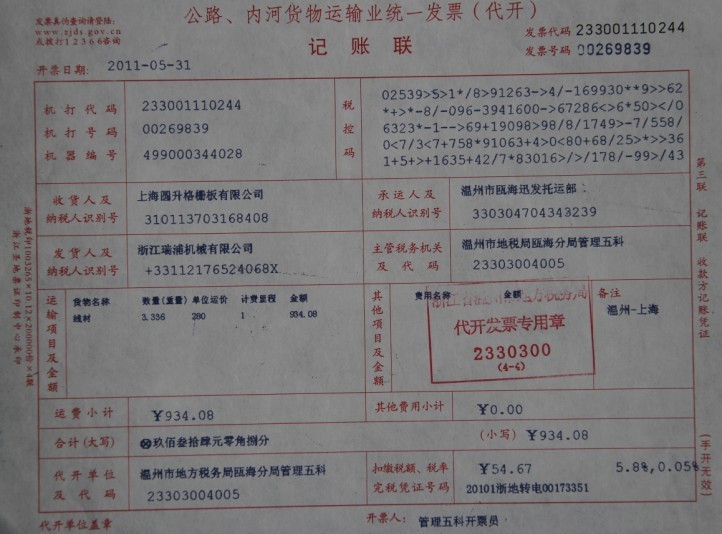 公路、内河货物运输业统一发票（代开）
发票真伪查询请登陆:
www.zjds.gov.cn
或拨打12366咨询
记账联
发票代码 233001110244
发票号码 00269839
开票日期: 2011-05-31
机打代码 233001110244
机打号码 00269839
机器编号 499000344028
税控码
02539>5>1*/8>91263->4/-169930**9>>62
*+>*-8/-096-3941600->67286<>6*50></0
6323*-1-->69+19098>98/8/1749>-7/558/
0<7/3<7+758*91063+4>0<80+68/25>*>>36
1+5+>+1635+42/7*83016>/>/178/-99>/43
收货人及 上海圆升格栅板有限公司
纳税人识别号 310113703168408
承运人及 温州市瓯海迅发托运部
纳税人识别号 330304704343239
发货人及 浙江瑞浦机械有限公司
纳税人识别号 +33112176524068X
主管税务机关 温州市地税局瓯海分局管理五科
及代码 23303004005
运输项目及金额
货物名称 数量(重量) 单位运价 计费里程 金额
线材 3.336 280 1 934.08
其他项目及金额
费用名称 金额
代开发票专用章
2330300
(4-4)
备注
温州-上海
运费小计 ¥934.08
其他费用小计 ¥0.00
合计(大写) ⊗玖佰叁拾肆元零角捌分
(小写) ¥934.08
代开单位 温州市地方税务局瓯海分局管理五科
及代码 23303004005
扣缴税额、税率 ¥54.67 5.8%,0.05%
完税凭证号码 20101浙地转电00173351
代开单位盖章
开票人: 管理五科开票员
第三联 记账联 收款方记账凭证
(手开无效)